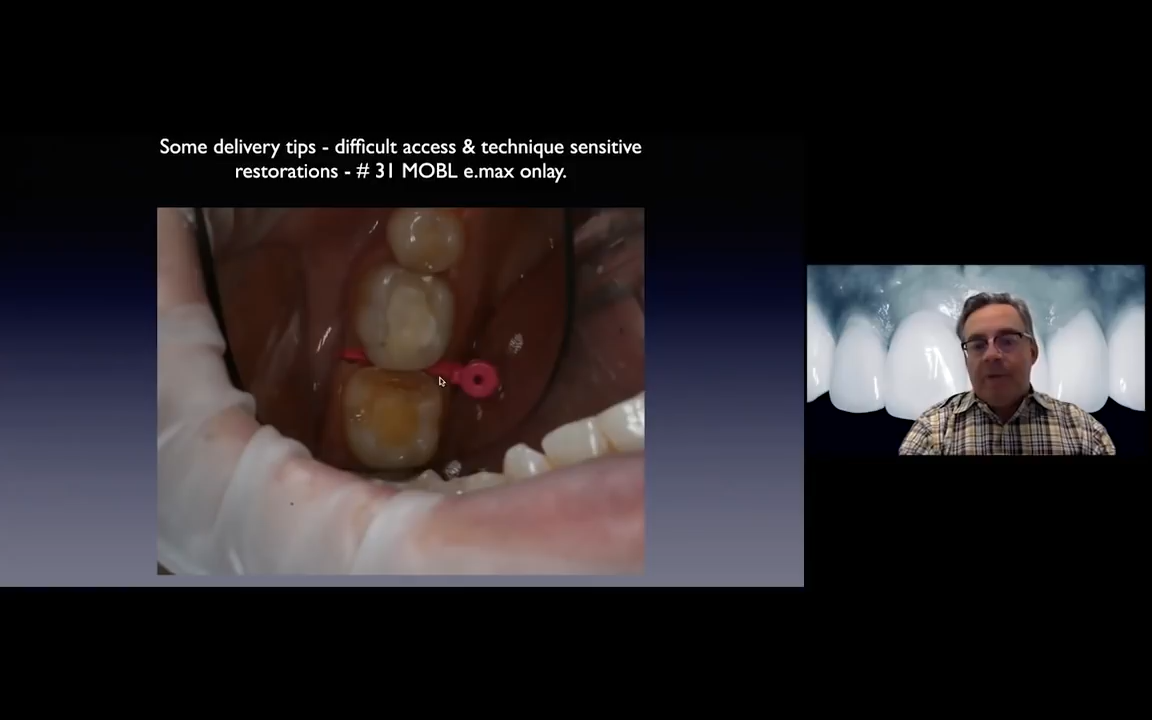 Some delivery tips - difficult access & technique sensitive
restorations - # 31 MOBL e.max onlay.